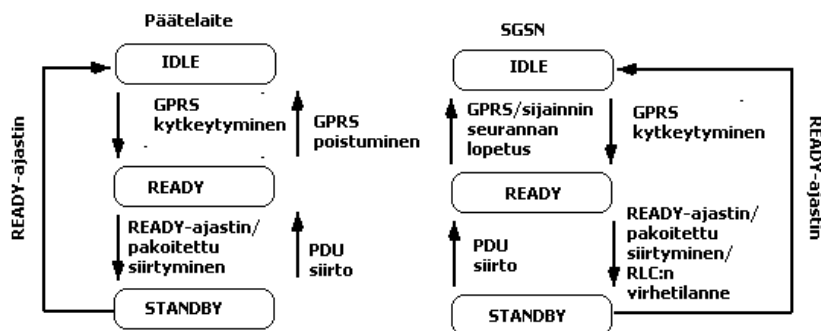 Päätelaite
IDLE
GPRS
kytkeytyminen
GPRS
poistuminen
READY-ajastin
READY
READY-ajastin/
pakoitettu
siirtyminen
PDU
siirto
STANDBY
SGSN
IDLE
GPRS/sijainnin
seurannan
lopetus
GPRS
kytkeytyminen
READY-ajastin
READY
PDU
siirto
READY-ajastin/
pakoitettu
siirtyminen/
RLC:n
virhetilanne
STANDBY